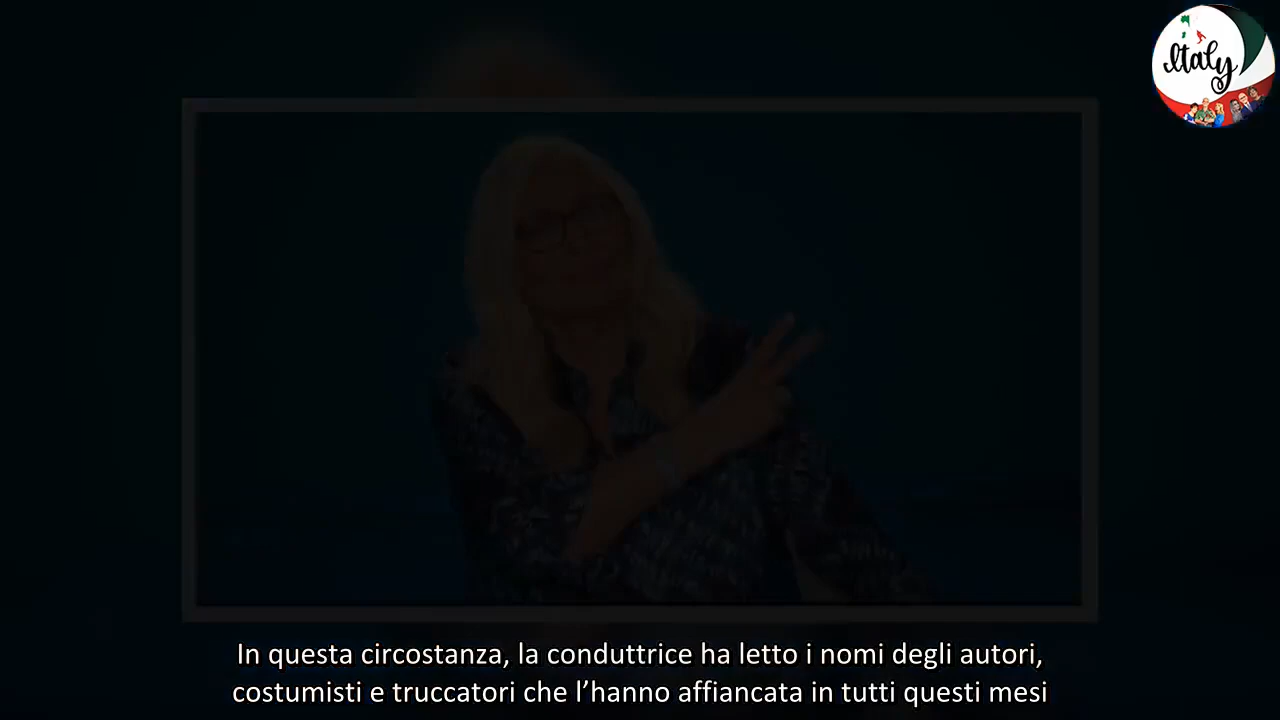 Italy
In questa circostanza, la conduttrice ha letto i nomi degli autori,
costumisti e truccatori che l’hanno affiancata in tutti questi mesi